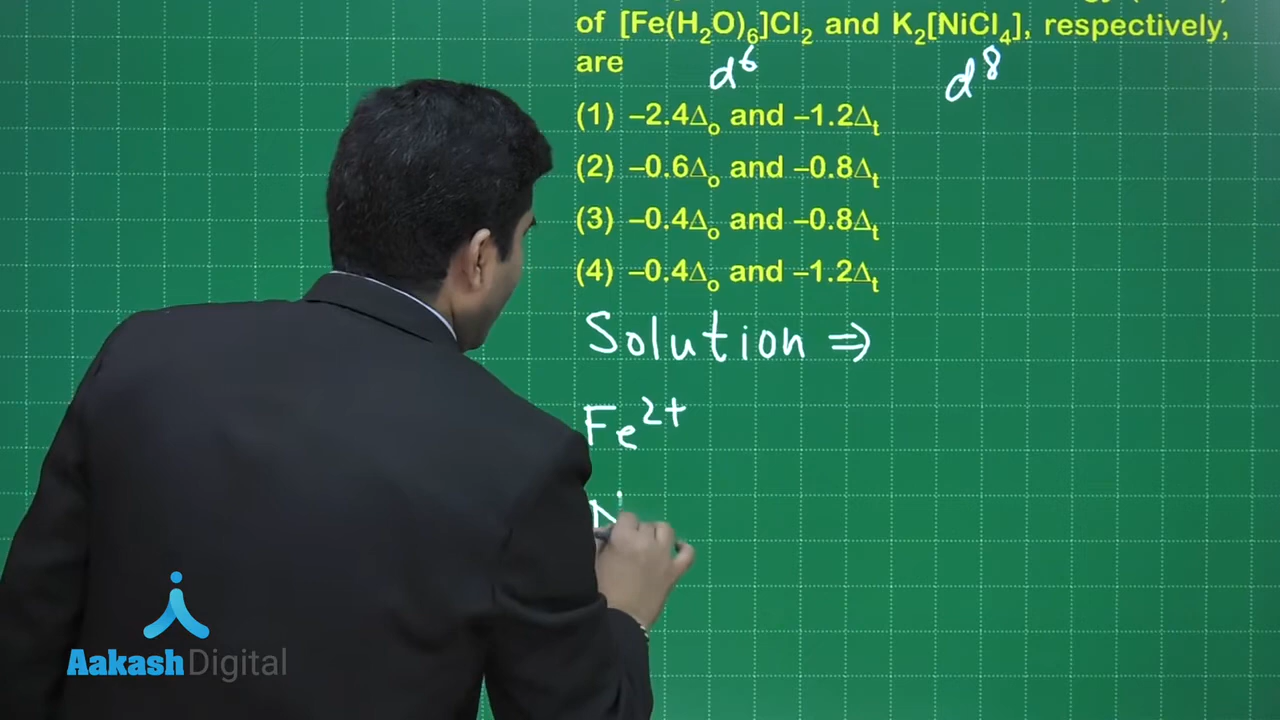 of [Fe(H₂O)₆]Cl₂ and K₂[NiCl₄], respectively,
are
d⁶ d⁸
(1) –2.4Δₒ and –1.2Δₜ
(2) –0.6Δₒ and –0.8Δₜ
(3) –0.4Δₒ and –0.8Δₜ
(4) –0.4Δₒ and –1.2Δₜ
Solution ⇒
Fe²⁺
Ni
Aakash Digital